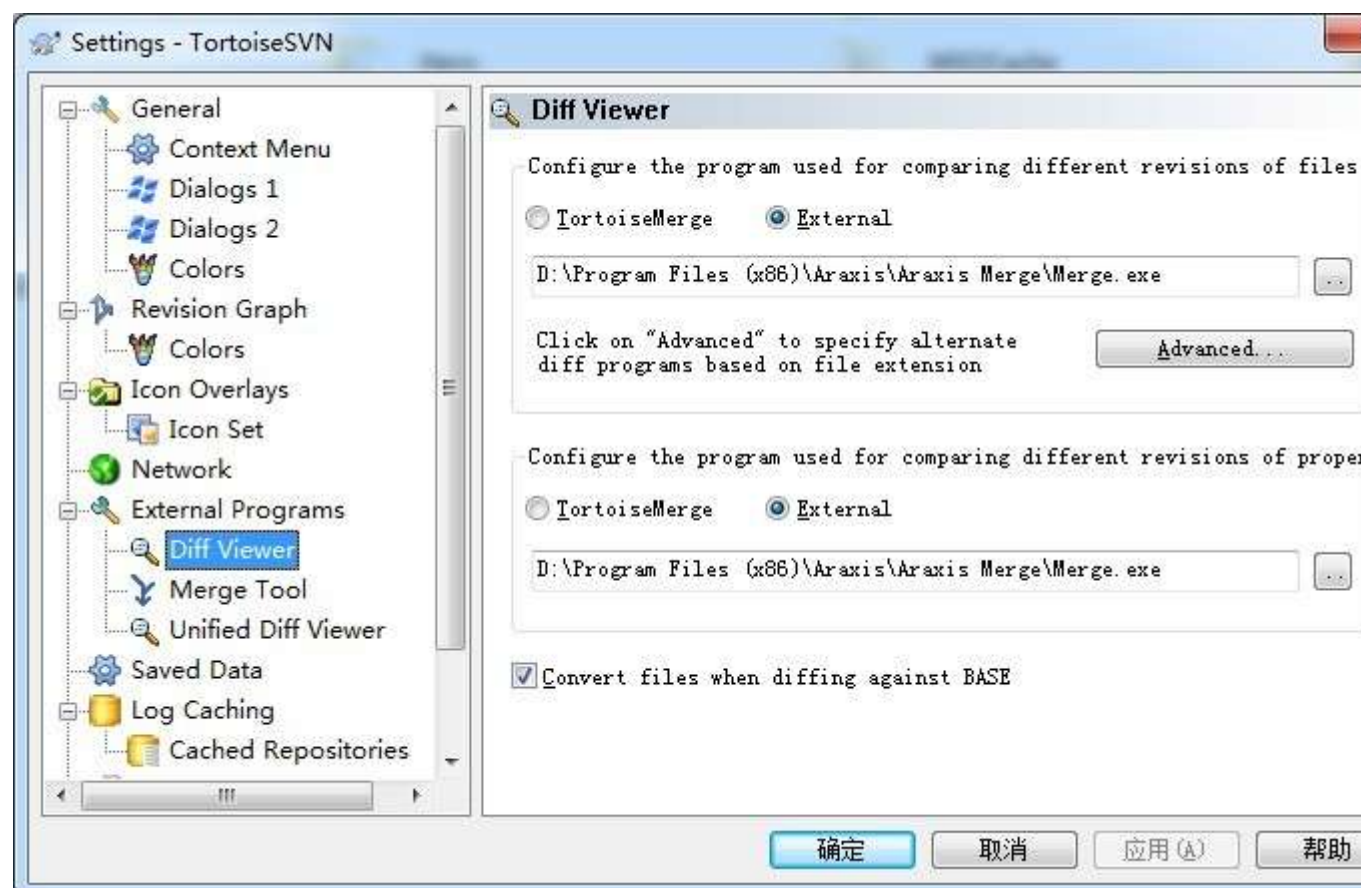 Settings - TortoiseSVN
General
Context Menu
Dialogs 1
Dialogs 2
Colors
Revision Graph
Colors
Icon Overlays
Icon Set
Network
External Programs
Diff Viewer
Merge Tool
Unified Diff Viewer
Saved Data
Log Caching
Cached Repositories
Diff Viewer
Configure the program used for comparing different revisions of files
TortoiseMerge External
D:\Program Files (x86)\Araxis\Araxis Merge\Merge.exe ..
Click on "Advanced" to specify alternate
diff programs based on file extension
Advanced...
Configure the program used for comparing different revisions of proper
TortoiseMerge External
D:\Program Files (x86)\Araxis\Araxis Merge\Merge.exe ..
Convert files when diffing against BASE
确定 取消 应用(A) 帮助